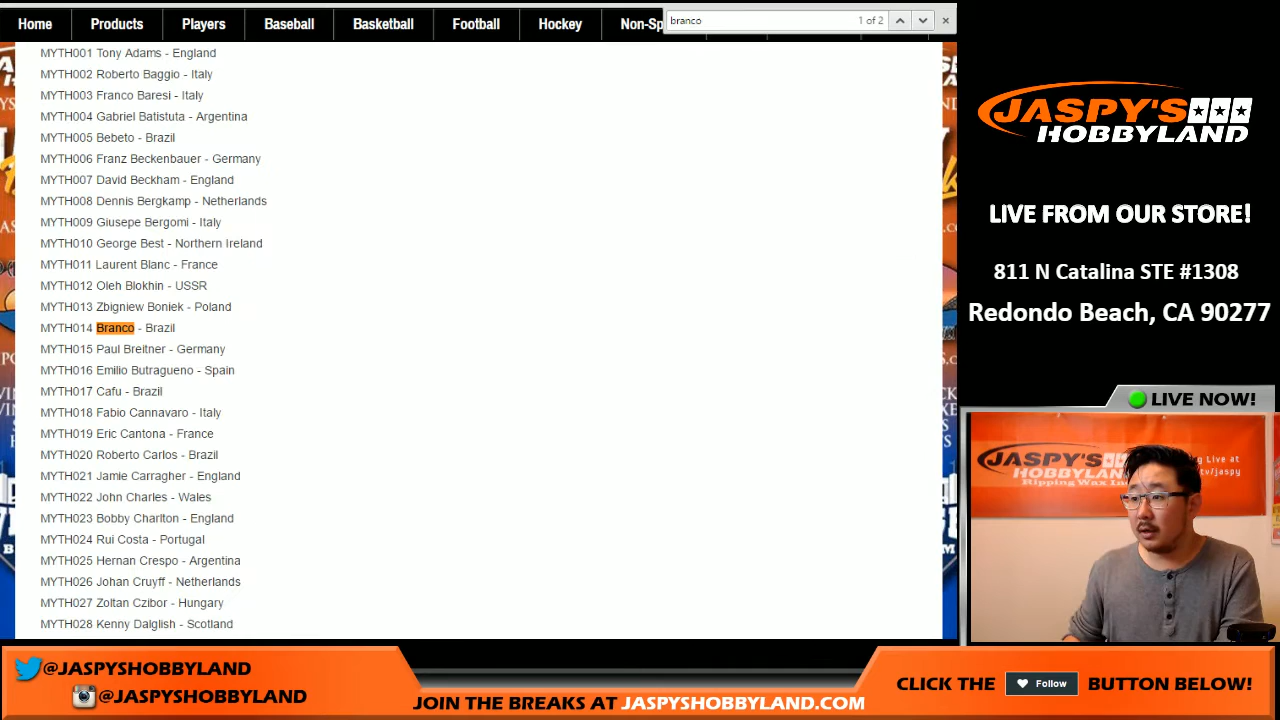 Home Products Players Baseball Basketball Football Hockey Non-Sp
branco 1 of 2
MYTH001 Tony Adams - England
MYTH002 Roberto Baggio - Italy
MYTH003 Franco Baresi - Italy
MYTH004 Gabriel Batistuta - Argentina
MYTH005 Bebeto - Brazil
MYTH006 Franz Beckenbauer - Germany
MYTH007 David Beckham - England
MYTH008 Dennis Bergkamp - Netherlands
MYTH009 Giusepe Bergomi - Italy
MYTH010 George Best - Northern Ireland
MYTH011 Laurent Blanc - France
MYTH012 Oleh Blokhin - USSR
MYTH013 Zbigniew Boniek - Poland
MYTH014 Branco - Brazil
MYTH015 Paul Breitner - Germany
MYTH016 Emilio Butragueno - Spain
MYTH017 Cafu - Brazil
MYTH018 Fabio Cannavaro - Italy
MYTH019 Eric Cantona - France
MYTH020 Roberto Carlos - Brazil
MYTH021 Jamie Carragher - England
MYTH022 John Charles - Wales
MYTH023 Bobby Charlton - England
MYTH024 Rui Costa - Portugal
MYTH025 Hernan Crespo - Argentina
MYTH026 Johan Cruyff - Netherlands
MYTH027 Zoltan Czibor - Hungary
MYTH028 Kenny Dalglish - Scotland
JASPY'S
HOBBYLAND
LIVE FROM OUR STORE!
811 N Catalina STE #1308
Redondo Beach, CA 90277
LIVE NOW!
JASPY'S
HOBBYLAND
Ripping Wax
g Live at
tv/jaspy
@JASPYSHOBBYLAND
@JASPYSHOBBYLAND
JOIN THE BREAKS AT JASPYSHOBBYLAND.COM
CLICK THE Follow BUTTON BELOW!